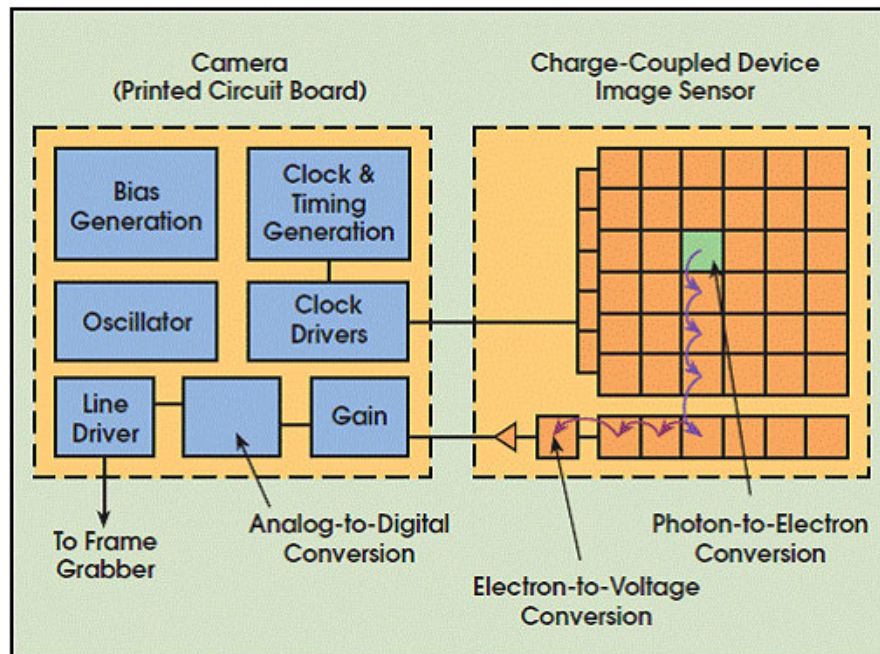 Camera
(Printed Circuit Board)
Charge-Coupled Device
Image Sensor
Bias
Generation
Clock &
Timing
Generation
Oscillator
Clock
Drivers
Line
Driver
Gain
To Frame
Grabber
Analog-to-Digital
Conversion
Electron-to-Voltage
Conversion
Photon-to-Electron
Conversion